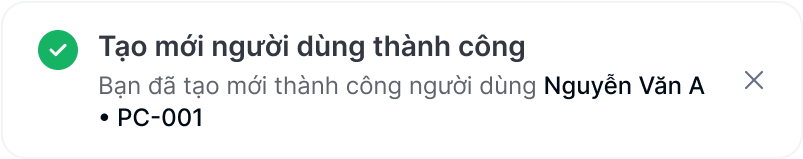 Tạo mới người dùng thành công
Bạn đã tạo mới thành công người dùng Nguyễn Văn A
• PC-001